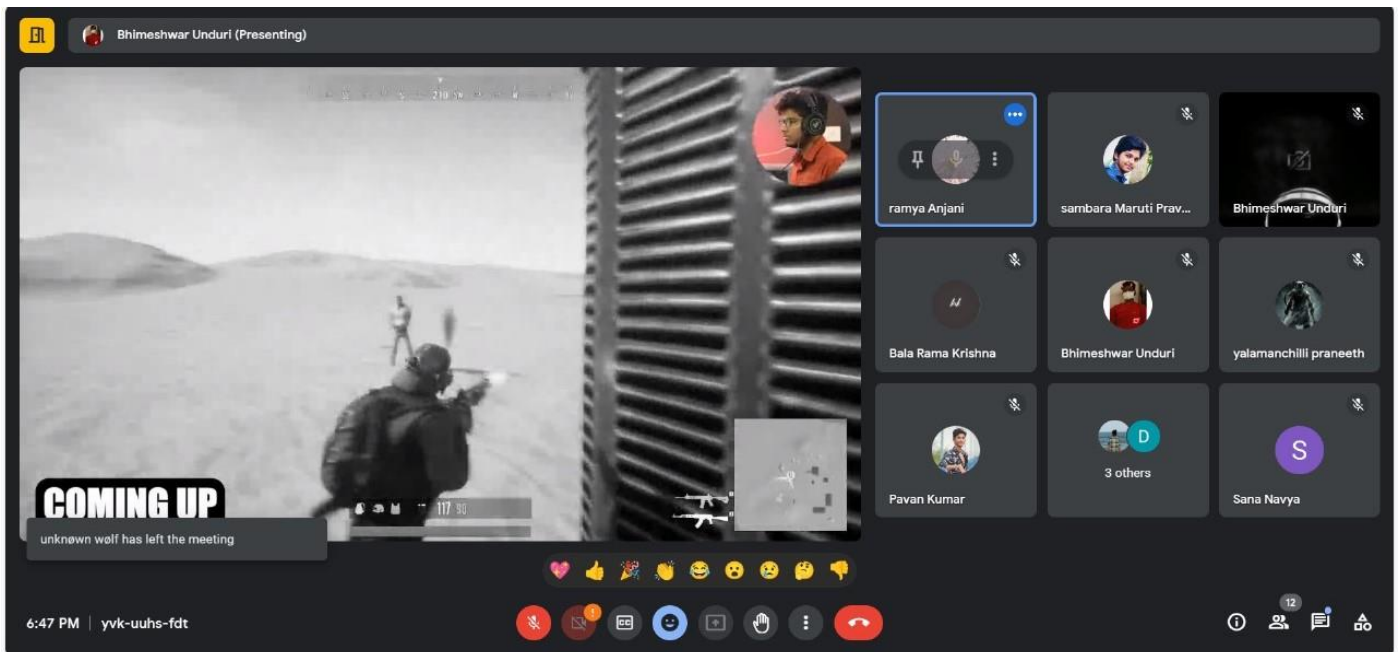 Bhimeshwar Unduri (Presenting)
COMING UP
117 90
unknøwn wølf has left the meeting
ramya Anjani
sambara Maruti Prav...
Bhimeshwar Unduri
Bala Rama Krishna
Bhimeshwar Unduri
yalamanchilli praneeth
Pavan Kumar
D
3 others
S
Sana Navya
6:47 PM | yvk-uuhs-fdt
CC
12